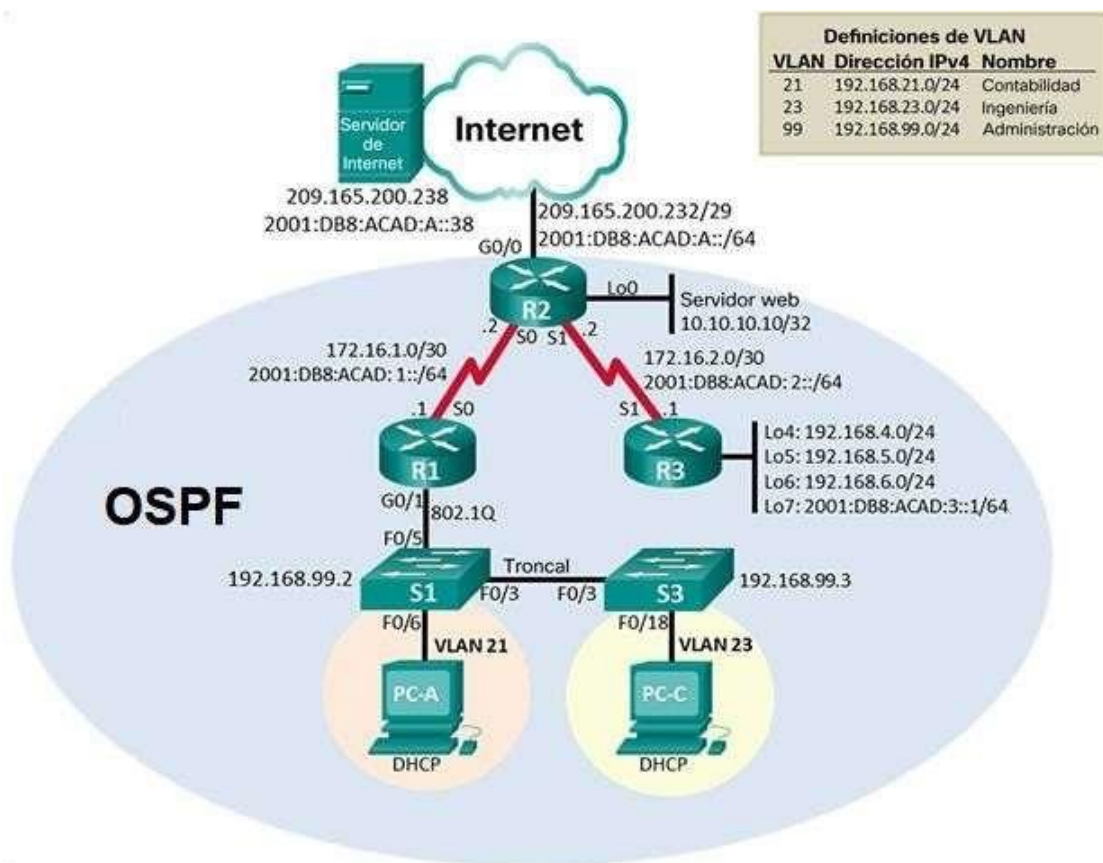 Definiciones de VLAN
VLAN Dirección IPv4 Nombre
21 192.168.21.0/24 Contabilidad
23 192.168.23.0/24 Ingeniería
99 192.168.99.0/24 Administración
Servidor
de
Internet
Internet
209.165.200.238
2001:DB8:ACAD:A::38
209.165.200.232/29
2001:DB8:ACAD:A::/64
G0/0
R2
Lo0
Servidor web
10.10.10.10/32
.2
S0
S1
.2
172.16.1.0/30
2001:DB8:ACAD: 1::/64
172.16.2.0/30
2001:DB8:ACAD: 2::/64
.1
S0
S1
.1
R1
R3
Lo4: 192.168.4.0/24
Lo5: 192.168.5.0/24
Lo6: 192.168.6.0/24
Lo7: 2001:DB8:ACAD:3::1/64
OSPF
G0/1
802.1Q
F0/5
192.168.99.2
S1
F0/3
Troncal
F0/3
S3
192.168.99.3
F0/6
VLAN 21
F0/18
VLAN 23
PC-A
PC-C
DHCP
DHCP